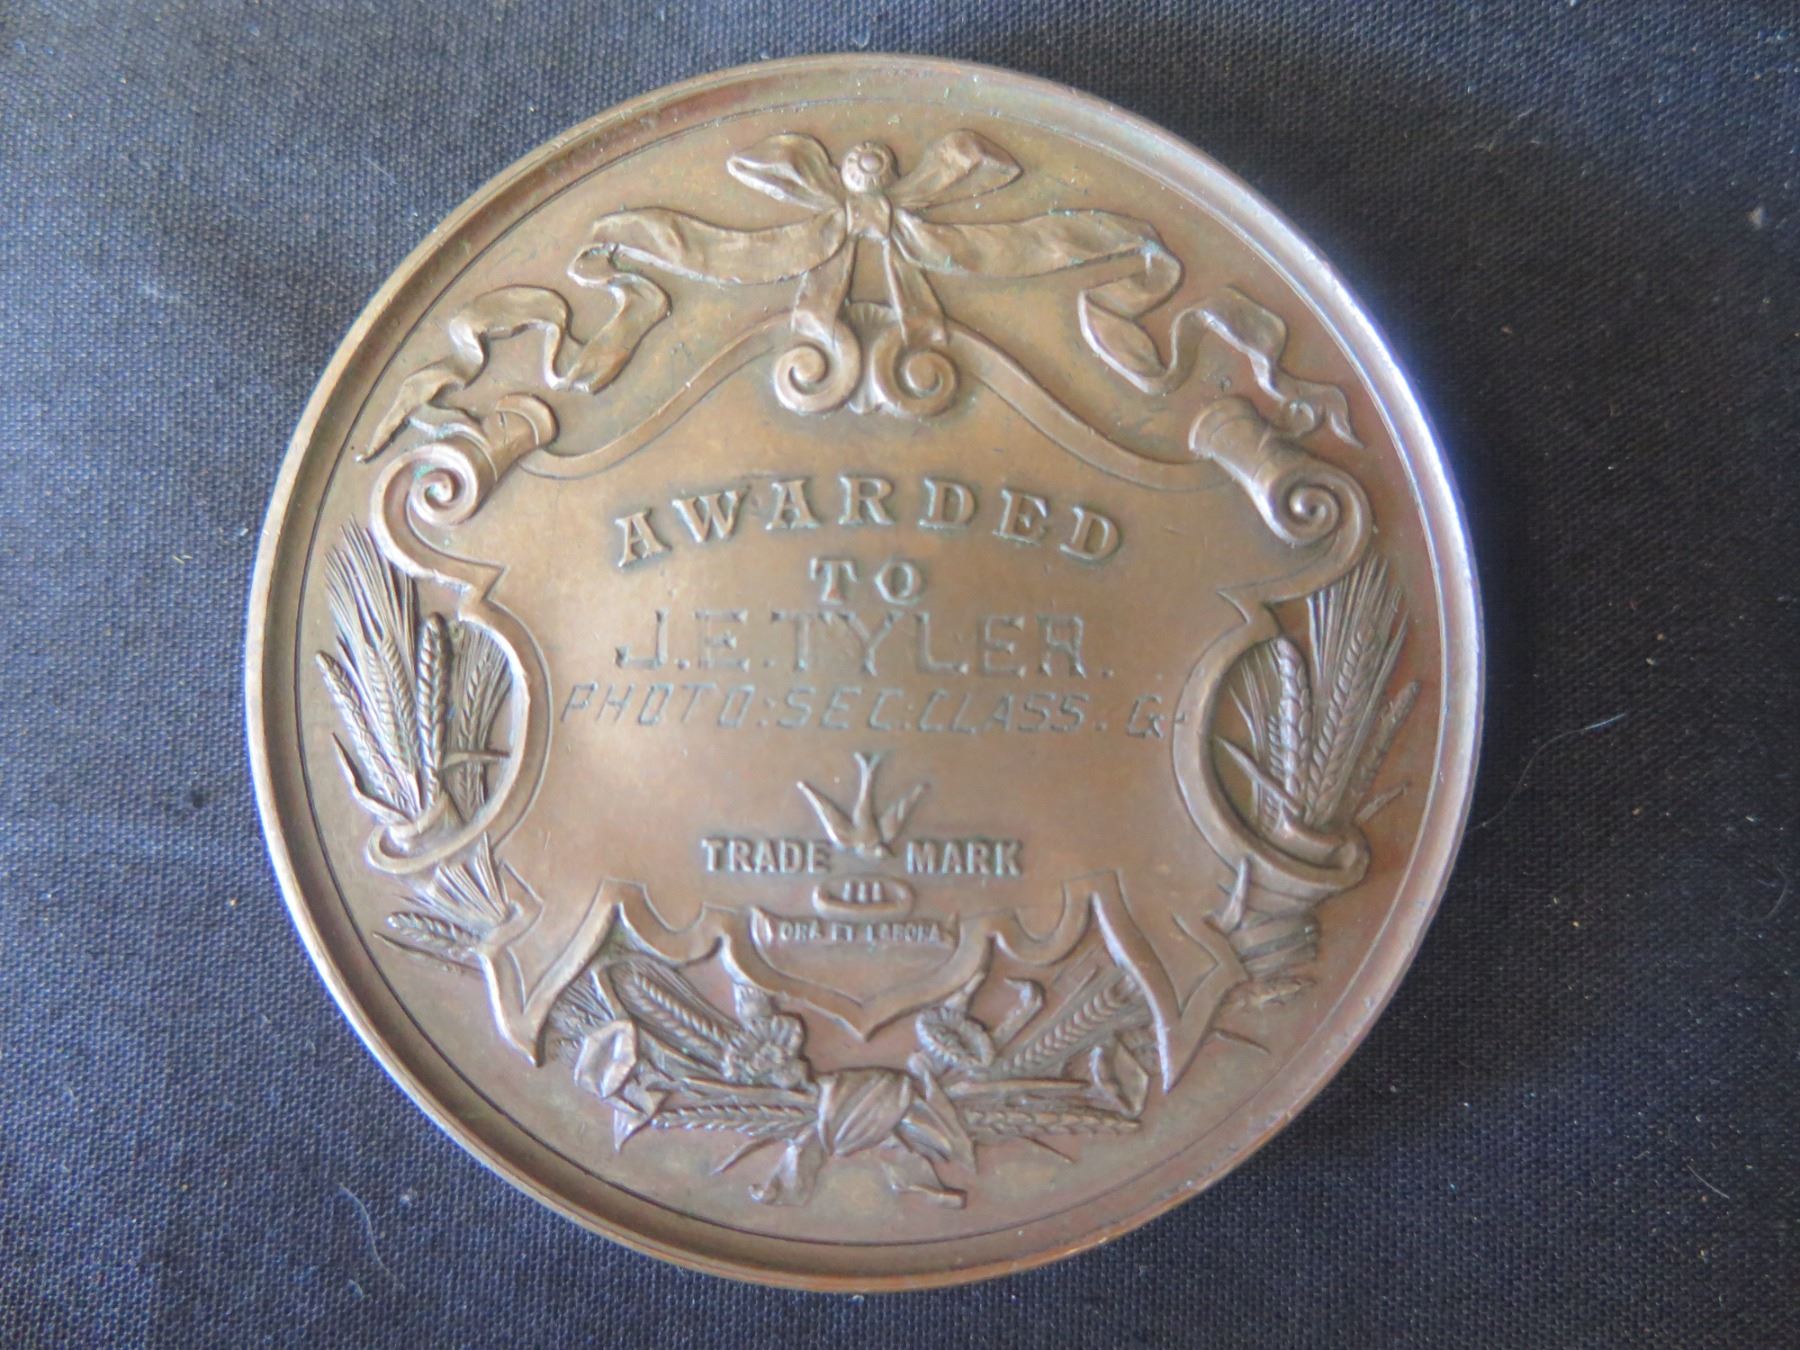 AWARDED
TO
J.E.TYLER.
PHOTO:SEC:CLASS.G.
TRADE MARK
ORA ET LABORA